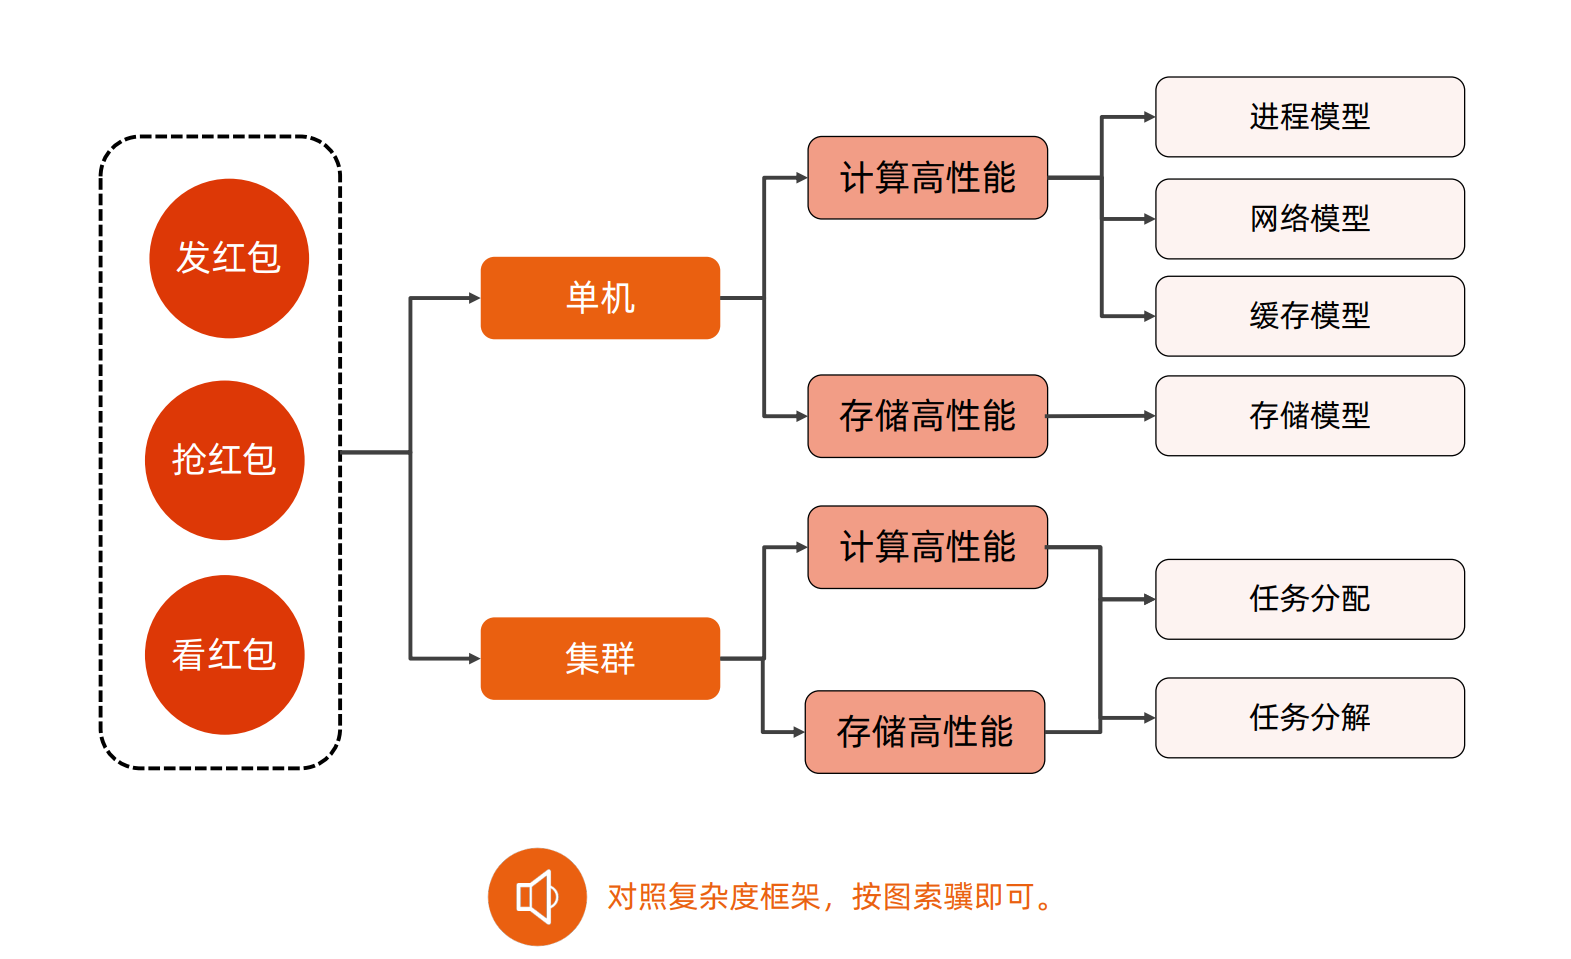 发红包
抢红包
看红包
单机
集群
计算高性能
存储高性能
计算高性能
存储高性能
进程模型
网络模型
缓存模型
存储模型
任务分配
任务分解
对照复杂度框架，按图索骥即可。